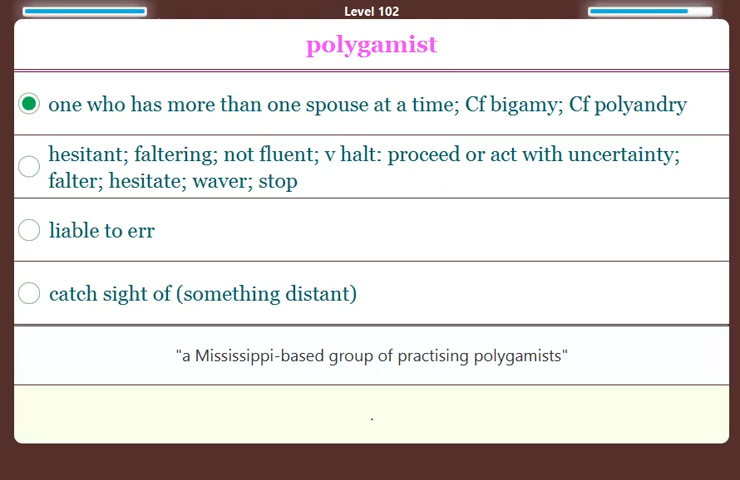 Level 102
polygamist
one who has more than one spouse at a time; Cf bigamy; Cf polyandry
hesitant; faltering; not fluent; v halt: proceed or act with uncertainty;
falter; hesitate; waver; stop
liable to err
catch sight of (something distant)
"a Mississippi-based group of practising polygamists"
.